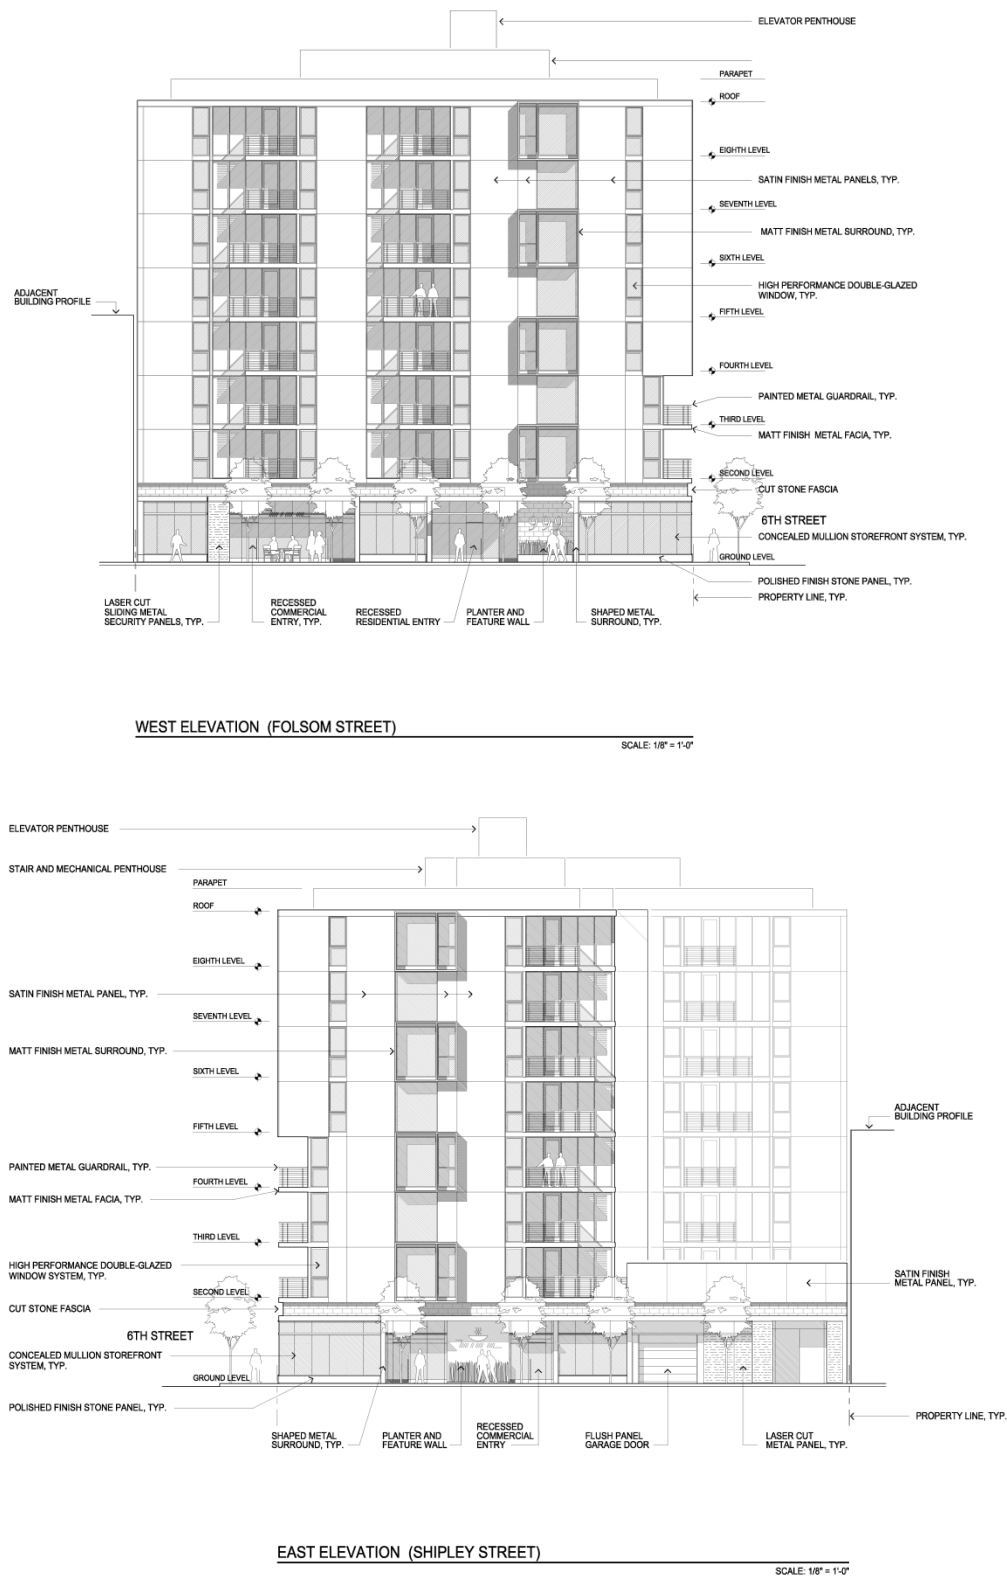 ELEVATOR PENTHOUSE
PARAPET
ROOF
EIGHTH LEVEL
SATIN FINISH METAL PANELS, TYP.
SEVENTH LEVEL
MATT FINISH METAL SURROUND, TYP.
SIXTH LEVEL
HIGH PERFORMANCE DOUBLE-GLAZED
WINDOW, TYP.
ADJACENT
BUILDING PROFILE
FIFTH LEVEL
FOURTH LEVEL
PAINTED METAL GUARDRAIL, TYP.
THIRD LEVEL
MATT FINISH METAL FACIA, TYP.
SECOND LEVEL
CUT STONE FASCIA
6TH STREET
CONCEALED MULLION STOREFRONT SYSTEM, TYP.
GROUND LEVEL
POLISHED FINISH STONE PANEL, TYP.
PROPERTY LINE, TYP.
LASER CUT
SLIDING METAL
SECURITY PANELS, TYP.
RECESSED
COMMERCIAL
ENTRY, TYP.
RECESSED
RESIDENTIAL ENTRY
PLANTER AND
FEATURE WALL
SHAPED METAL
SURROUND, TYP.
WEST ELEVATION (FOLSOM STREET)
SCALE: 1/8" = 1'-0"
ELEVATOR PENTHOUSE
STAIR AND MECHANICAL PENTHOUSE
PARAPET
ROOF
EIGHTH LEVEL
SATIN FINISH METAL PANEL, TYP.
SEVENTH LEVEL
MATT FINISH METAL SURROUND, TYP.
SIXTH LEVEL
FIFTH LEVEL
ADJACENT
BUILDING PROFILE
PAINTED METAL GUARDRAIL, TYP.
FOURTH LEVEL
MATT FINISH METAL FACIA, TYP.
THIRD LEVEL
HIGH PERFORMANCE DOUBLE-GLAZED
WINDOW SYSTEM, TYP.
SATIN FINISH
METAL PANEL, TYP.
SECOND LEVEL
CUT STONE FASCIA
6TH STREET
CONCEALED MULLION STOREFRONT
SYSTEM, TYP.
GROUND LEVEL
POLISHED FINISH STONE PANEL, TYP.
PROPERTY LINE, TYP.
SHAPED METAL
SURROUND, TYP.
PLANTER AND
FEATURE WALL
RECESSED
COMMERCIAL
ENTRY
FLUSH PANEL
GARAGE DOOR
LASER CUT
METAL PANEL, TYP.
EAST ELEVATION (SHIPLEY STREET)
SCALE: 1/8" = 1'-0"